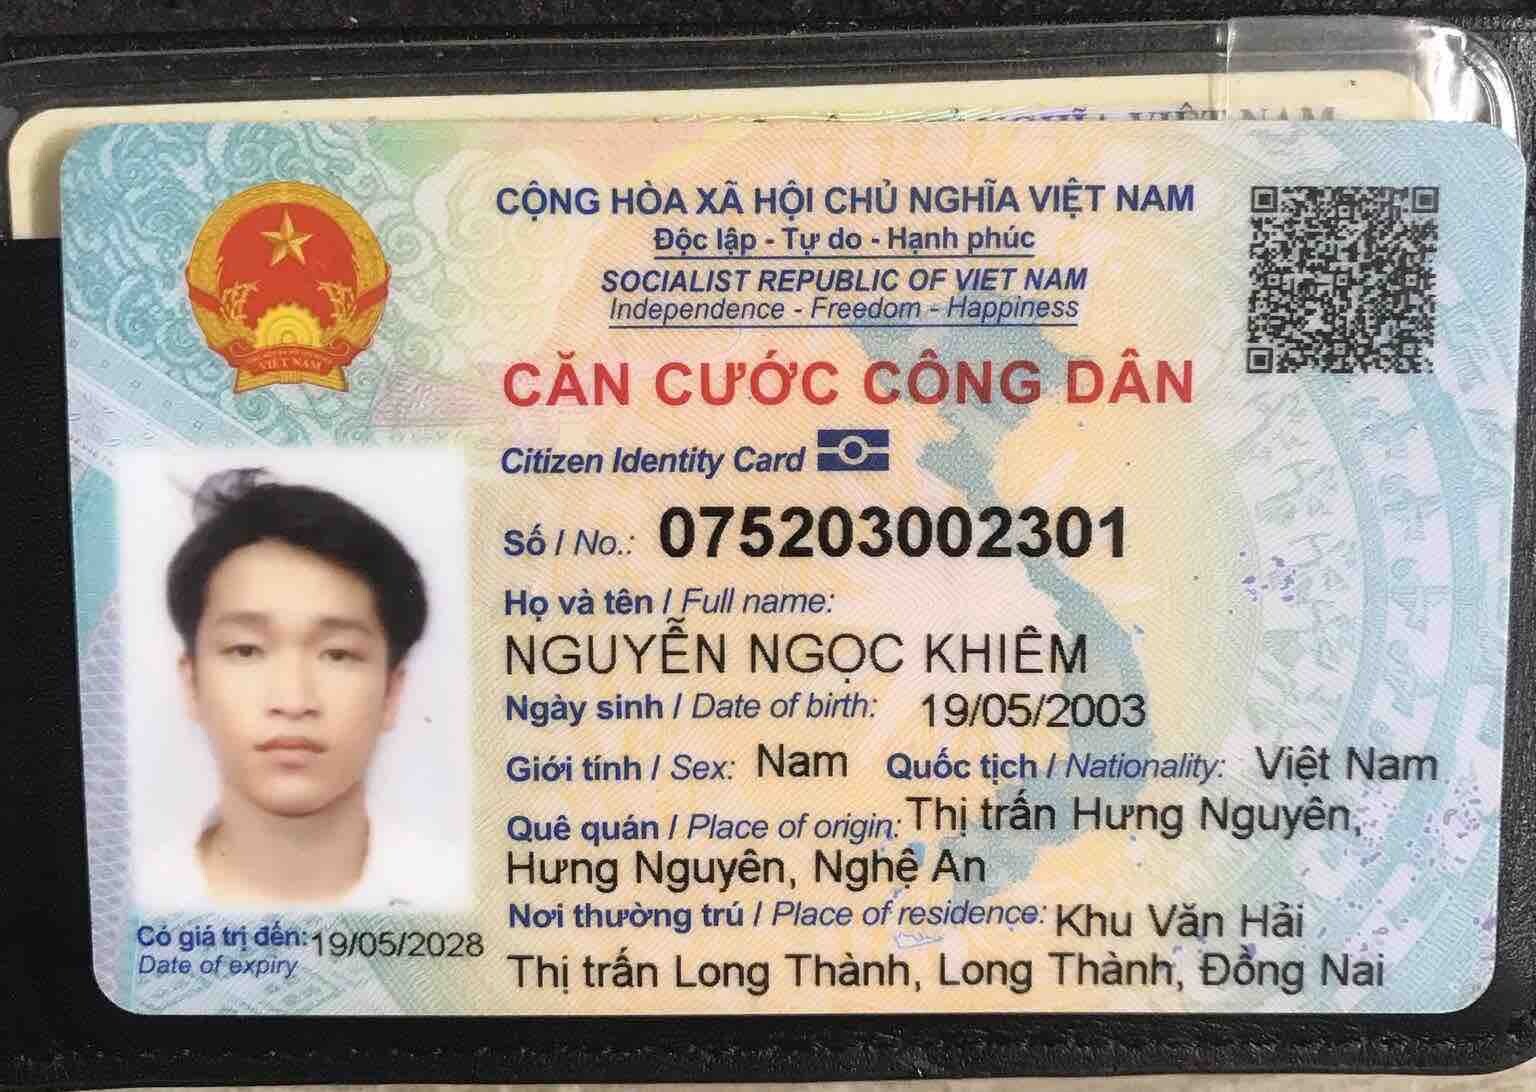 NGHĨA VIỆT NAM
CỘNG HÒA XÃ HỘI CHỦ NGHĨA VIỆT NAM
Độc lập - Tự do - Hạnh phúc
SOCIALIST REPUBLIC OF VIET NAM
Independence - Freedom - Happiness
VIỆT NAM
CĂN CƯỚC CÔNG DÂN
Citizen Identity Card
Số / No.: 075203002301
Họ và tên / Full name:
NGUYỄN NGỌC KHIÊM
Ngày sinh / Date of birth: 19/05/2003
Giới tính / Sex: Nam Quốc tịch / Nationality: Việt Nam
Quê quán / Place of origin: Thị trấn Hưng Nguyên,
Hưng Nguyên, Nghệ An
Nơi thường trú / Place of residence: Khu Văn Hải
Thị trấn Long Thành, Long Thành, Đồng Nai
Có giá trị đến: 19/05/2028
Date of expiry